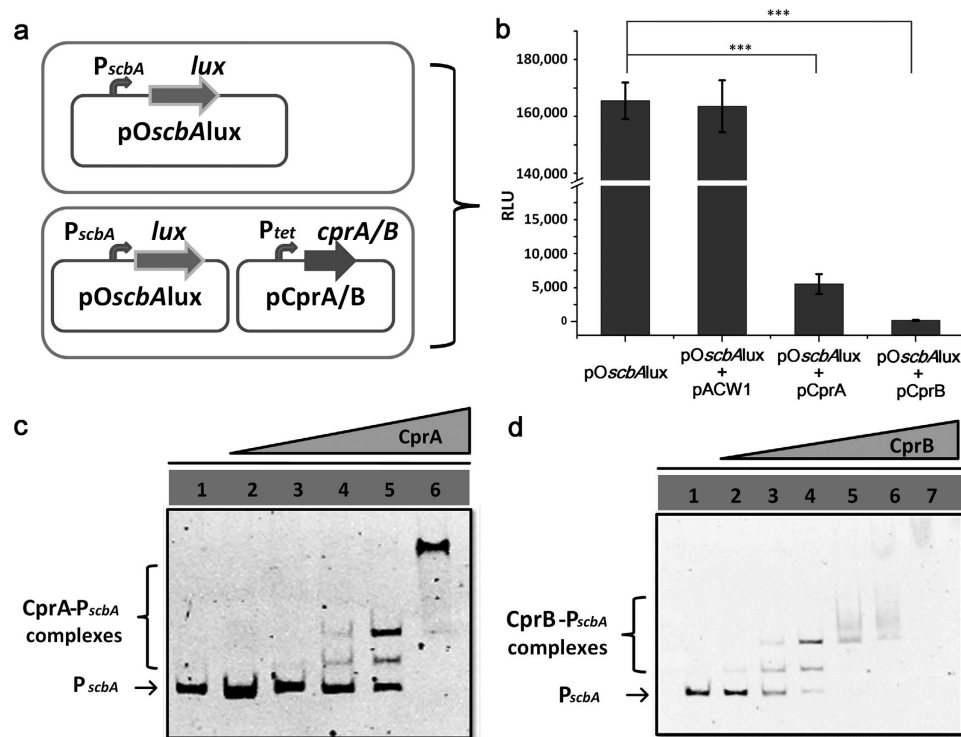 a
PscbA lux
pOscbAlux
PscbA lux
pOscbAlux
Ptet cprA/B
pCprA/B
b
***
***
180,000
160,000
140,000
15,000
10,000
5,000
0
RLU
pOscbAlux
pOscbAlux
+
pACW1
pOscbAlux
+
pCprA
pOscbAlux
+
pCprB
c
CprA
1 2 3 4 5 6
CprA-PscbA
complexes
PscbA →
d
CprB
1 2 3 4 5 6 7
CprB-PscbA
complexes
PscbA →